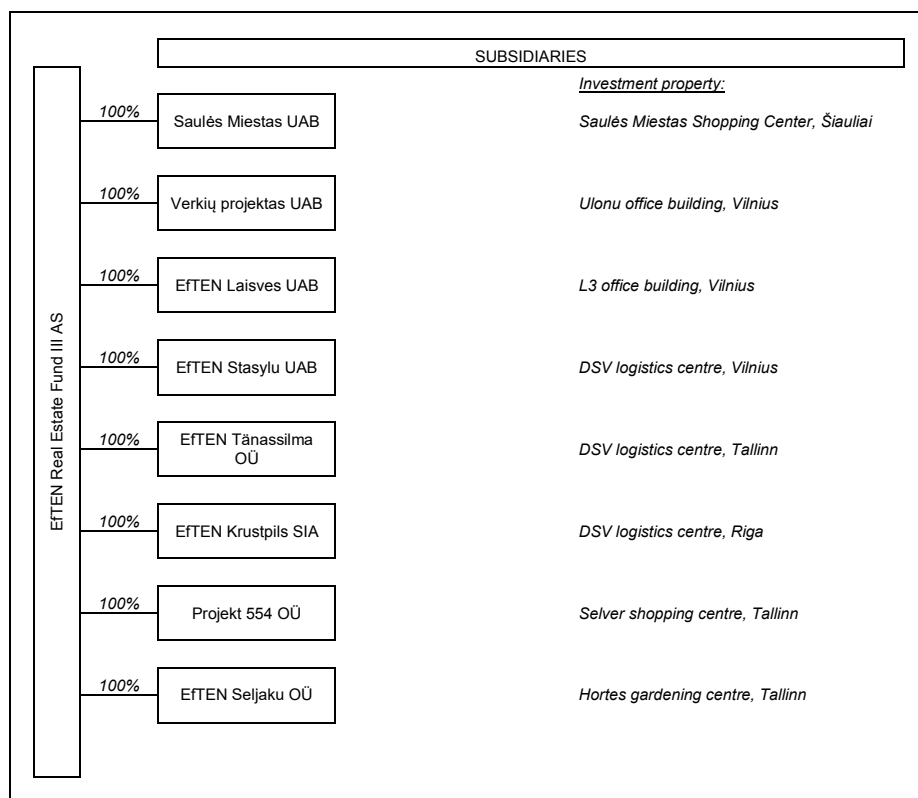 SUBSIDIARIES
EfTEN Real Estate Fund III AS
Investment property:
100%
Saulės Miestas UAB
Saulės Miestas Shopping Center, Šiauliai
100%
Verkių projektas UAB
Ulonu office building, Vilnius
100%
EfTEN Laisves UAB
L3 office building, Vilnius
100%
EfTEN Stasylu UAB
DSV logistics centre, Vilnius
100%
EfTEN Tänassilma
OÜ
DSV logistics centre, Tallinn
100%
EfTEN Krustpils SIA
DSV logistics centre, Riga
100%
Projekt 554 OÜ
Selver shopping centre, Tallinn
100%
EfTEN Seljaku OÜ
Hortes gardening centre, Tallinn